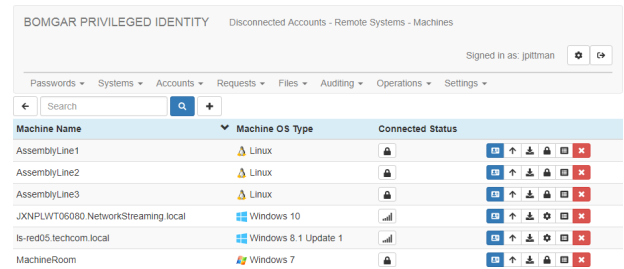 BOMGAR PRIVILEGED IDENTITY Disconnected Accounts - Remote Systems - Machines
Signed in as: jpittman
Passwords Systems Accounts Requests Files Auditing Operations Settings
Search
Machine Name Machine OS Type Connected Status
AssemblyLine1 Linux
AssemblyLine2 Linux
AssemblyLine3 Linux
JXNPLWT06080.NetworkStreaming.local Windows 10
ls-red05.techcom.local Windows 8.1 Update 1
MachineRoom Windows 7